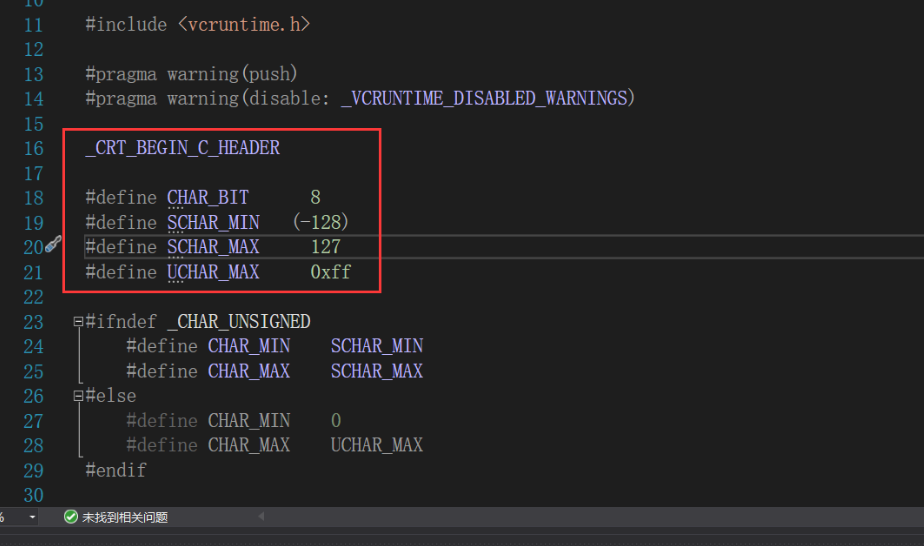 10
11 #include <vcruntime.h>
12
13 #pragma warning(push)
14 #pragma warning(disable: _VCRUNTIME_DISABLED_WARNINGS)
15
16 _CRT_BEGIN_C_HEADER
17
18 #define CHAR_BIT 8
19 #define SCHAR_MIN (-128)
20 #define SCHAR_MAX 127
21 #define UCHAR_MAX 0xff
22
23 #ifndef _CHAR_UNSIGNED
24 #define CHAR_MIN SCHAR_MIN
25 #define CHAR_MAX SCHAR_MAX
26 #else
27 #define CHAR_MIN 0
28 #define CHAR_MAX UCHAR_MAX
29 #endif
30
% 未找到相关问题